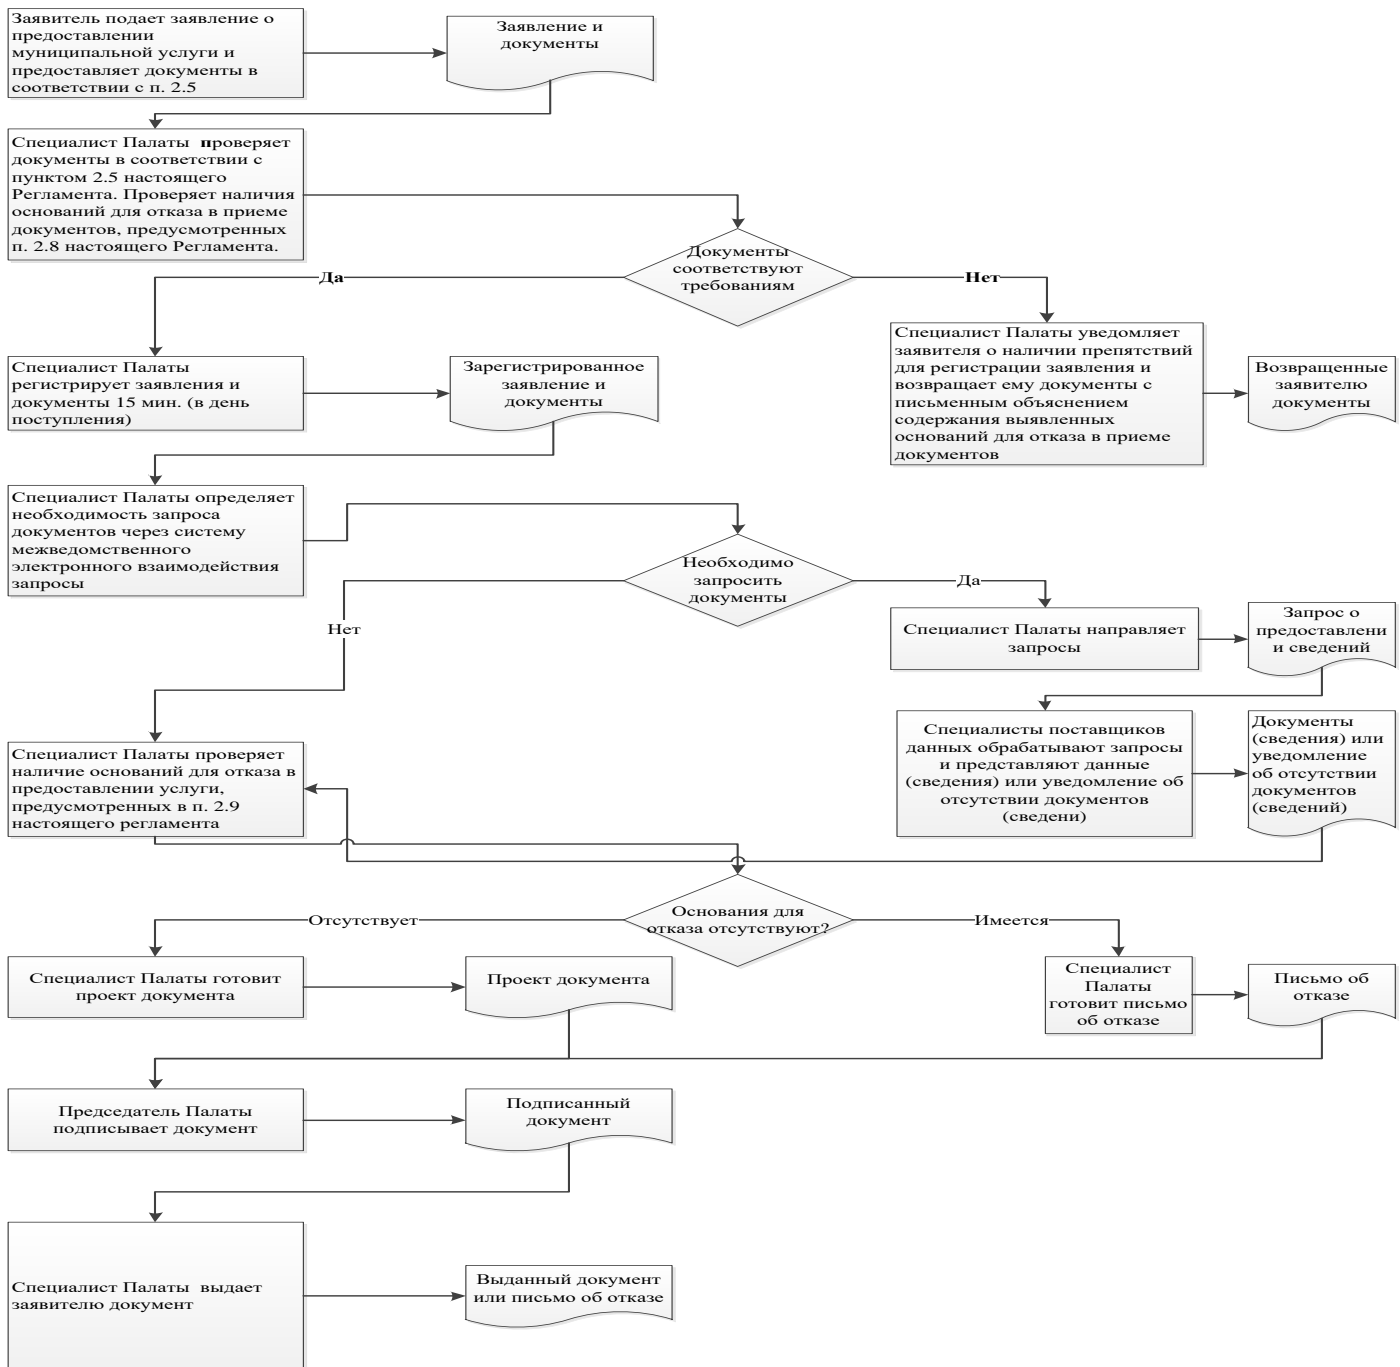 Заявитель подает заявление о
предоставлении
муниципальной услуги и
предоставляет документы в
соответствии с п. 2.5
Заявление и
документы
Специалист Палаты проверяет
документы в соответствии с
пунктом 2.5 настоящего
Регламента. Проверяет наличия
оснований для отказа в приеме
документов, предусмотренных
п. 2.8 настоящего Регламента.
Документы
соответствуют
требованиям
Да
Нет
Специалист Палаты
регистрирует заявления и
документы 15 мин. (в день
поступления)
Зарегистрированное
заявление и
документы
Специалист Палаты уведомляет
заявителя о наличии препятствий
для регистрации заявления и
возвращает ему документы с
письменным объяснением
содержания выявленных
оснований для отказа в приеме
документов
Возвращенные
заявителю
документы
Специалист Палаты определяет
необходимость запроса
документов через систему
межведомственного
электронного взаимодействия
запросы
Необходимо
запросить
документы
Да
Нет
Специалист Палаты направляет
запросы
Запрос о
предоставлени
и сведений
Специалисты поставщиков
данных обрабатывают запросы
и представляют данные
(сведения) или уведомление об
отсутствии документов
(сведени)
Документы
(сведения) или
уведомление
об отсутствии
документов
(сведений)
Специалист Палаты проверяет
наличие оснований для отказа в
предоставлении услуги,
предусмотренных в п. 2.9
настоящего регламента
Основания для
отказа отсутствуют?
Отсутствует
Имеется
Специалист Палаты готовит
проект документа
Проект документа
Специалист
Палаты
готовит письмо
об отказе
Письмо об
отказе
Председатель Палаты
подписывает документ
Подписанный
документ
Специалист Палаты выдает
заявителю документ
Выданный документ
или письмо об отказе